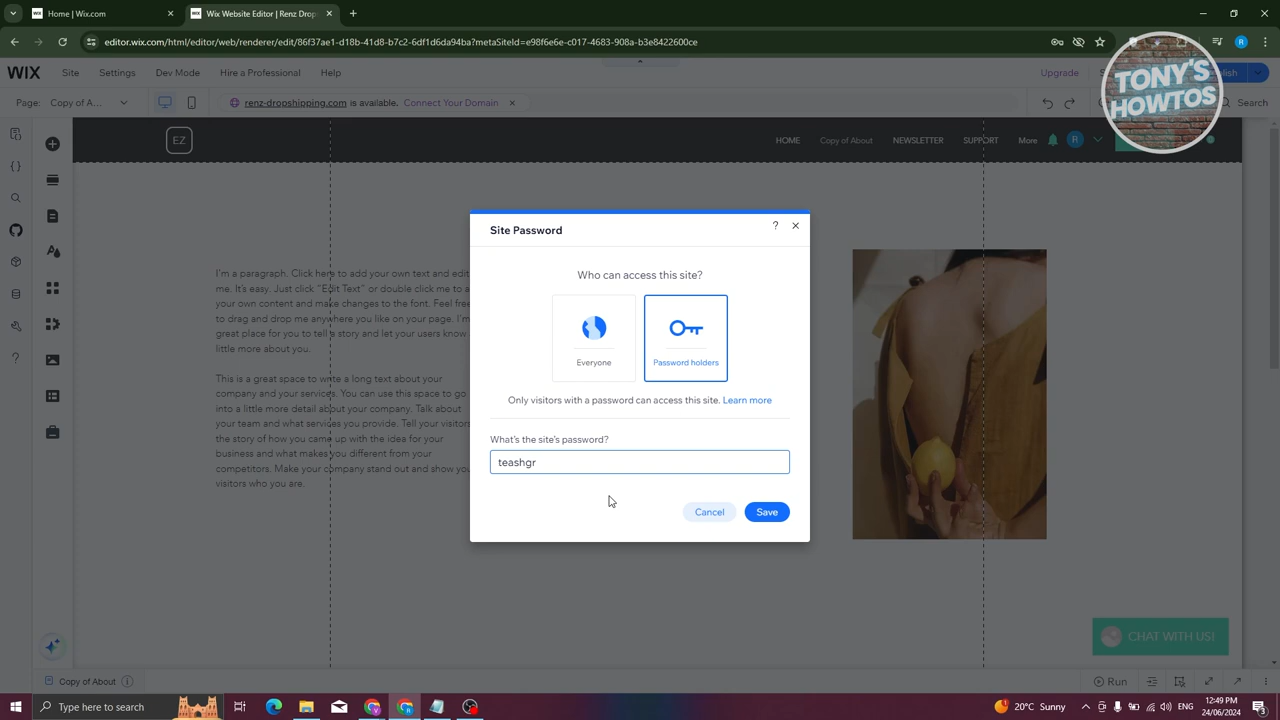 Home | Wix.com
Wix Website Editor | Renz Drop
editor.wix.com/html/editor/web/renderer/edit/86f37ae1-d18b-41d8-b7c2-6df1d6da94ba?metaSiteId=e98f6e6e-c017-4683-908a-b3e8422600ce
R
WIX
Site
Settings
Dev Mode
Hire a Professional
Help
Upgrade
TONY'S
HOWTOS
Page: Copy of A...
renz-dropshipping.com is available. Connect Your Domain
Search
EZ
HOME
Copy of About
NEWSLETTER
SUPPORT
More
R
Site Password
?
Who can access this site?
Everyone
Password holders
Only visitors with a password can access this site. Learn more
What's the site's password?
teashgr
Cancel
Save
I'm a paragraph. Click here to add your own text and edit
me. It's easy. Just click "Edit Text" or double click me to a
your own content and make changes to the font. Feel free
to drag and drop me anywhere you like on your page. I'm
great place for you to tell a story and let your users know
little more about you.
This is a great space to write a long text about your
company and your services. You can use this space to go
into a little more detail about your company. Talk about
your team and what services you provide. Tell your visitors
the story of how you came up with the idea for your
business and what makes you different from your
competitors. Make your company stand out and show you
visitors who you are.
CHAT WITH US!
Copy of About
Run
Type here to search
20°C Sunny
12:49 PM
24/06/2024